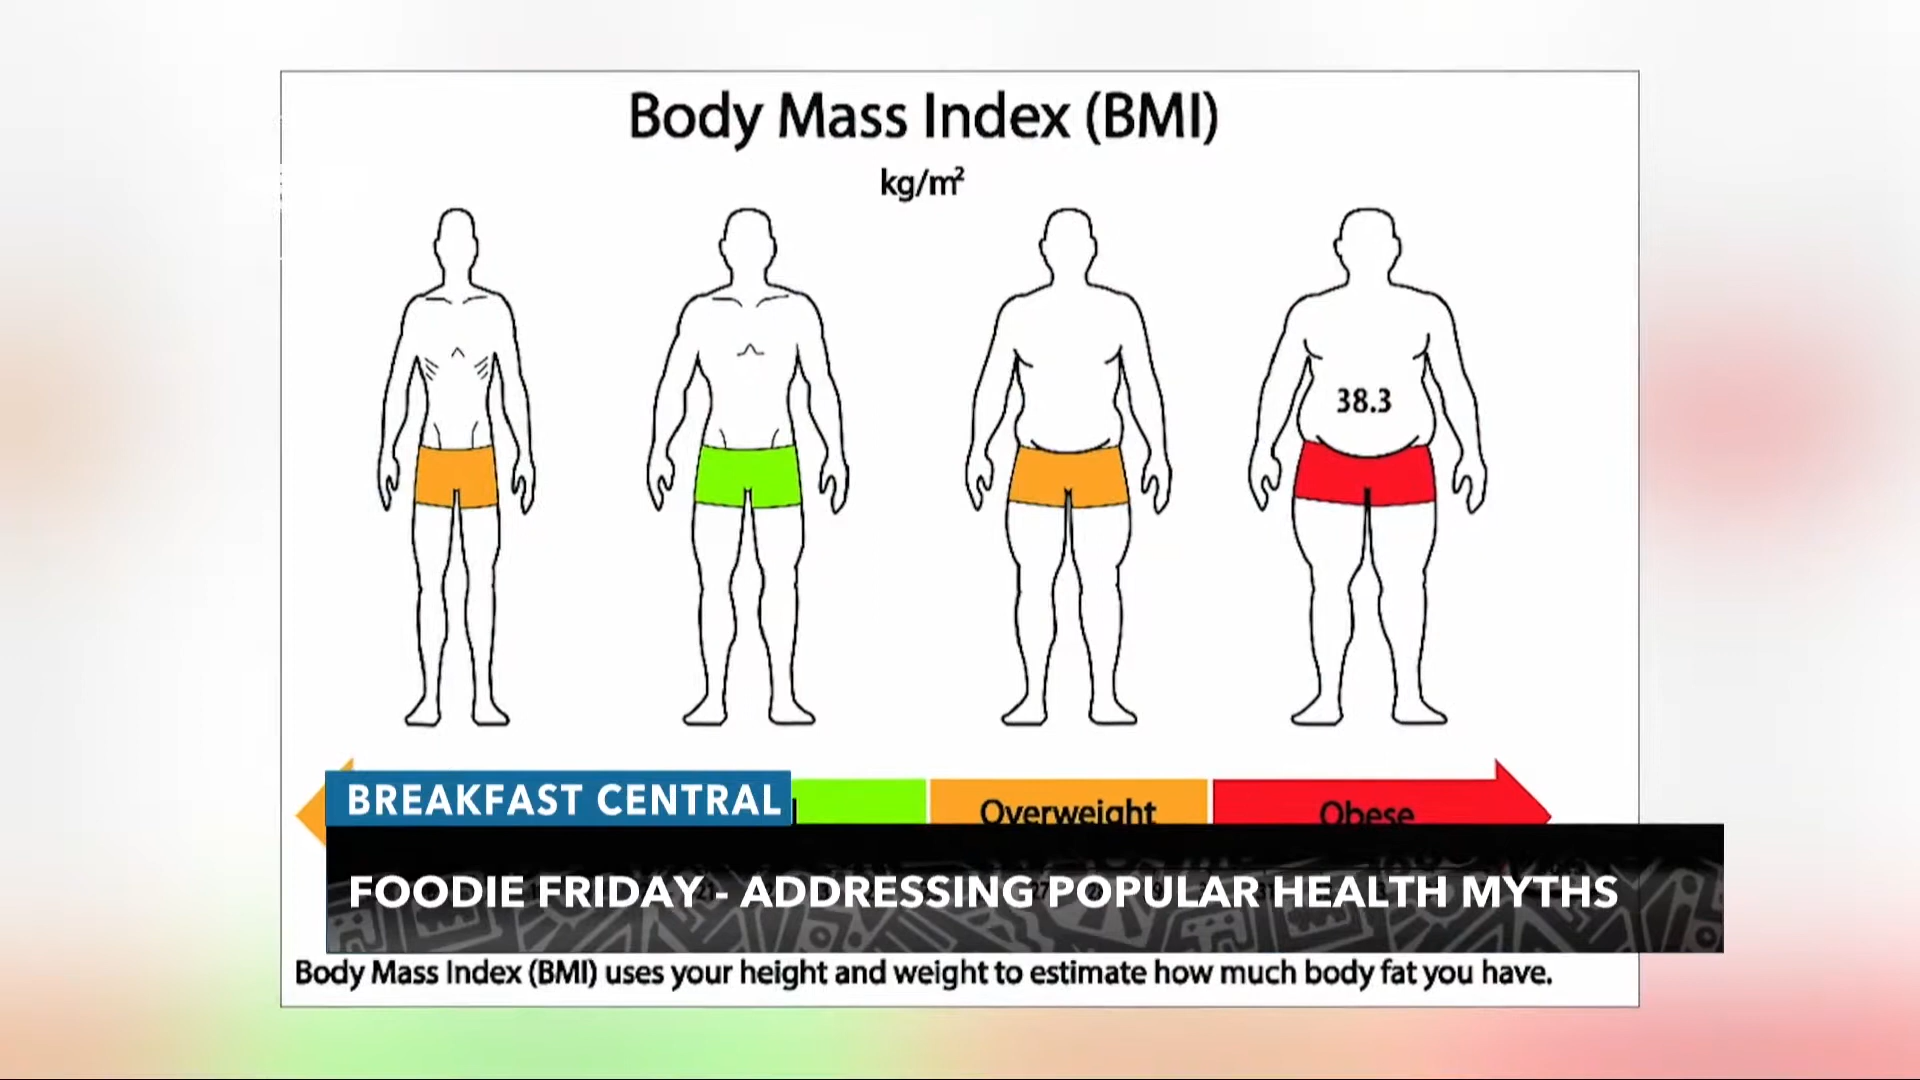 Body Mass Index (BMI)
kg/m²
38.3
Overweight
Obese
BREAKFAST CENTRAL
FOODIE FRIDAY - ADDRESSING POPULAR HEALTH MYTHS
Body Mass Index (BMI) uses your height and weight to estimate how much body fat you have.